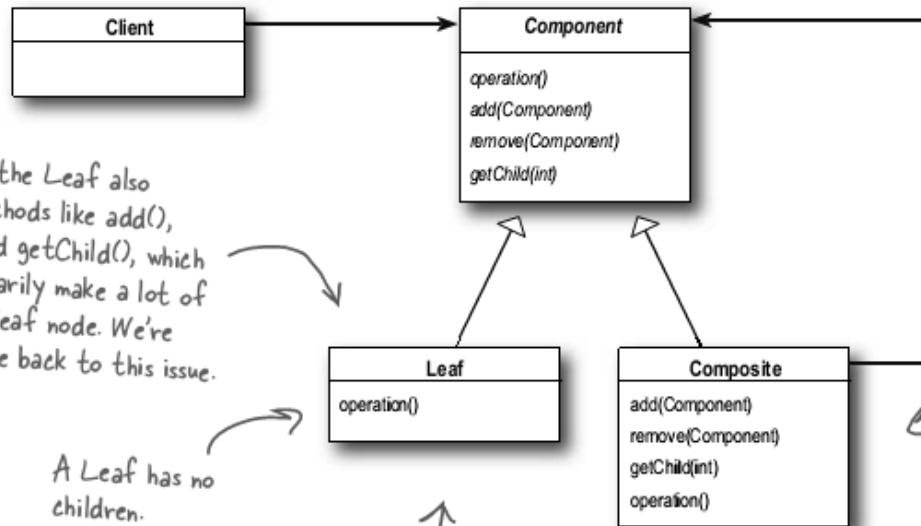 Client
Component
operation()
add(Component)
remove(Component)
getChild(int)
the Leaf also
like add(),
getChild(), which
make a lot of
node. We're
back to this issue.
Leaf
operation()
A Leaf has no
children.
Composite
add(Component)
remove(Component)
getChild(int)
operation()